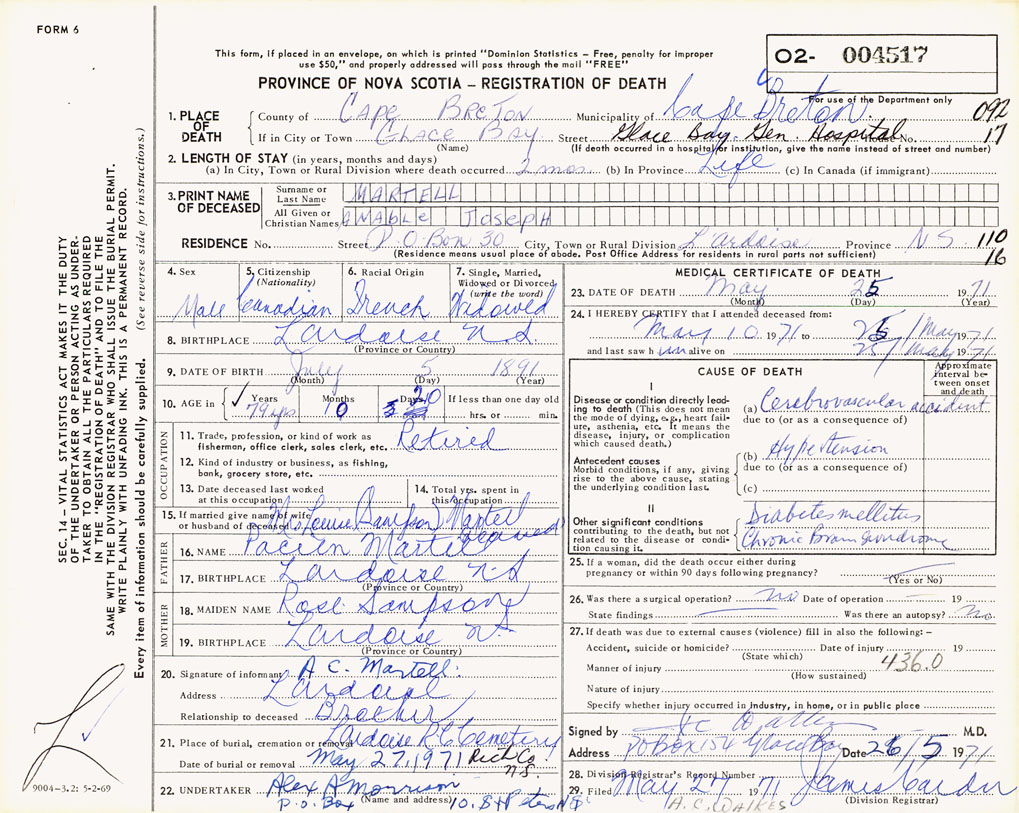 FORM 6
This form, if placed in an envelope, on which is printed "Dominion Statistics – Free, penalty for improper
use $50," and properly addressed will pass through the mail "FREE"
O2- 004517
PROVINCE OF NOVA SCOTIA – REGISTRATION OF DEATH
For use of the Department only
1. PLACE OF DEATH
County of CAPE BRETON Municipality of Cape Breton 092
If in City or Town GLACE BAY Street Glace Bay Gen. Hospital House No. 17
(Name) (If death occurred in a hospital or institution, give the name instead of street and number)
2. LENGTH OF STAY (in years, months and days)
(a) In City, Town or Rural Division where death occurred 2 mos (b) In Province Life (c) In Canada (if immigrant)
3. PRINT NAME OF DECEASED
Surname or Last Name MARTELL
All Given or Christian Names ANABLE JOSEPH
RESIDENCE No. Street P.O. Box 30 City, Town or Rural Division L'ardoise Province N S 110
(Residence means usual place of abode. Post Office Address for residents in rural parts not sufficient) 16
4. Sex Male
5. Citizenship (Nationality) Canadian
6. Racial Origin French
7. Single, Married, Widowed or Divorced (write the word) Widowed
8. BIRTHPLACE Lardoise N.S
(Province or Country)
9. DATE OF BIRTH July 5 1891
(Month) (Day) (Year)
10. AGE in Years Months Days If less than one day old
79 yrs 10 20 hrs. or min.
OCCUPATION
11. Trade, profession, or kind of work as
fisherman, office clerk, sales clerk, etc. Retired
12. Kind of industry or business, as fishing,
bank, grocery store, etc.
13. Date deceased last worked
at this occupation
14. Total yrs. spent in
this occupation
15. If married give name of wife
or husband of deceased Mrs Louise (Sampson) Martell
FATHER
16. NAME Martell
17. BIRTHPLACE Lardoise N.S
(Province or Country)
MOTHER
18. MAIDEN NAME Rose Sampson
19. BIRTHPLACE Lardoise N.S
(Province or Country)
20. Signature of informant A C. Martell
Address
Relationship to deceased Brother
21. Place of burial, cremation or removal Lardoise R C Cemetery
Date of burial or removal May 27, 1971 Rich Co. N.S.
22. UNDERTAKER Alex A Morrison
(Name and address) P.O. Box 10, St Peters NS
MEDICAL CERTIFICATE OF DEATH
23. DATE OF DEATH May 25 1971
(Month) (Day) (Year)
24. I HEREBY CERTIFY that I attended deceased from:
May 10 1971 to 25/May 1971
and last saw him alive on 25/May 1971
CAUSE OF DEATH
Approximate interval between onset and death
I
Disease or condition directly leading to death (This does not mean the mode of dying, e.g., heart failure, asthenia, etc. It means the disease, injury, or complication which caused death.)
(a) Cerebrovascular accident
due to (or as a consequence of)
Antecedent causes
Morbid conditions, if any, giving rise to the above cause, stating the underlying condition last.
(b) Hypertension
due to (or as a consequence of)
(c)
II
Other significant conditions contributing to the death, but not related to the disease or condition causing it.
Diabetes mellitus
Chronic Brain Syndrome
25. If a woman, did the death occur either during
pregnancy or within 90 days following pregnancy?
(Yes or No)
26. Was there a surgical operation? no Date of operation 19
State findings Was there an autopsy? No
27. If death was due to external causes (violence) fill in also the following:–
Accident, suicide or homicide? Date of injury 19
(State which) 436.0
Manner of injury
(How sustained)
Nature of injury
Specify whether injury occurred in industry, in home, or in public place
Signed by M.D.
Address PO Box 154 Glace Bay Date 26/5 1971
28. Division Registrar's Record Number
29. Filed May 27 1971 James
(Division Registrar)
SEC. 14 – VITAL STATISTICS ACT MAKES IT THE DUTY
OF THE UNDERTAKER OR PERSON ACTING AS UNDER-
TAKER TO OBTAIN ALL THE PARTICULARS REQUIRED
IN THE "REGISTRATION OF DEATH" AND TO FILE THE
SAME WITH THE DIVISION REGISTRAR WHO SHALL ISSUE THE BURIAL PERMIT.
WRITE PLAINLY WITH UNFADING INK. THIS IS A PERMANENT RECORD.
Every item of information should be carefully supplied. (See reverse side for instructions.)
9004-3.2: 5-2-69